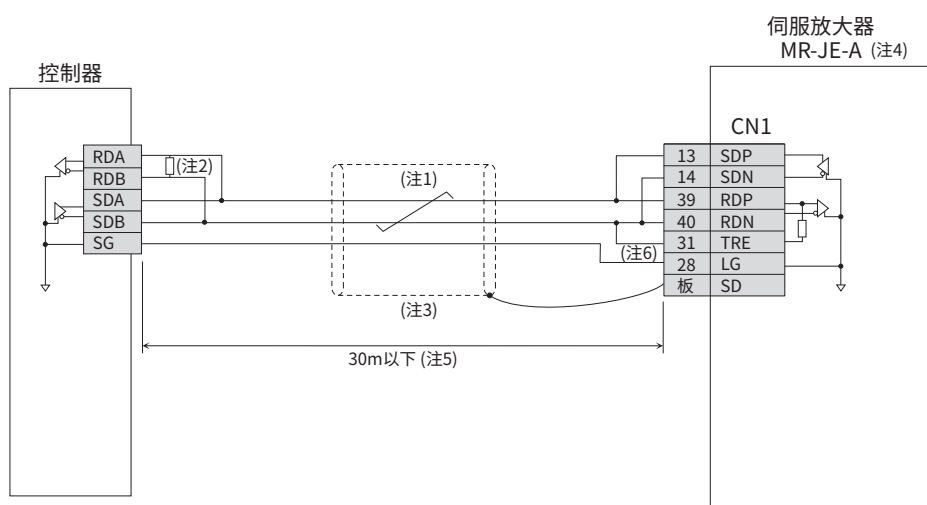 伺服放大器
MR-JE-A (注4)
控制器
CN1
RDA
RDB
SDA
SDB
SG
(注2)
(注1)
(注3)
(注6)
13 SDP
14 SDN
39 RDP
40 RDN
31 TRE
28 LG
板 SD
30m以下 (注5)